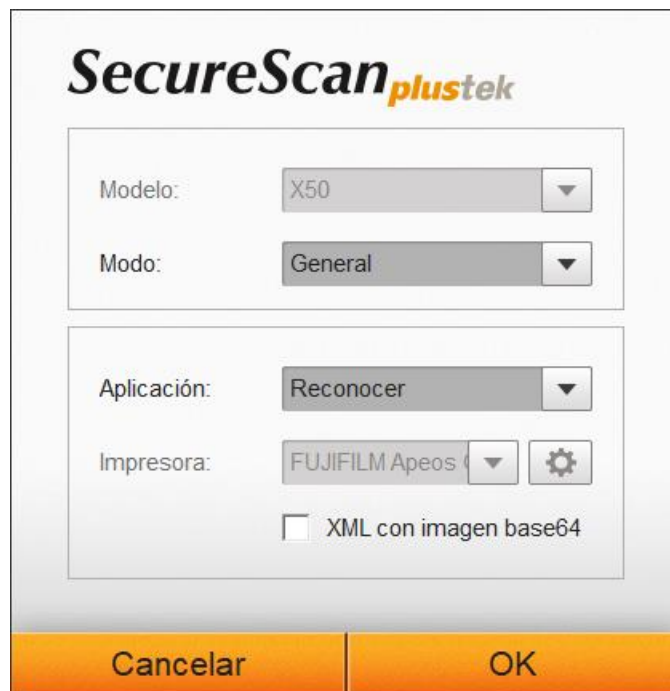 SecureScan plustek
Modelo: X50
Modo: General
Aplicación: Reconocer
Impresora: FUJIFILM Apeos
XML con imagen base64
Cancelar OK